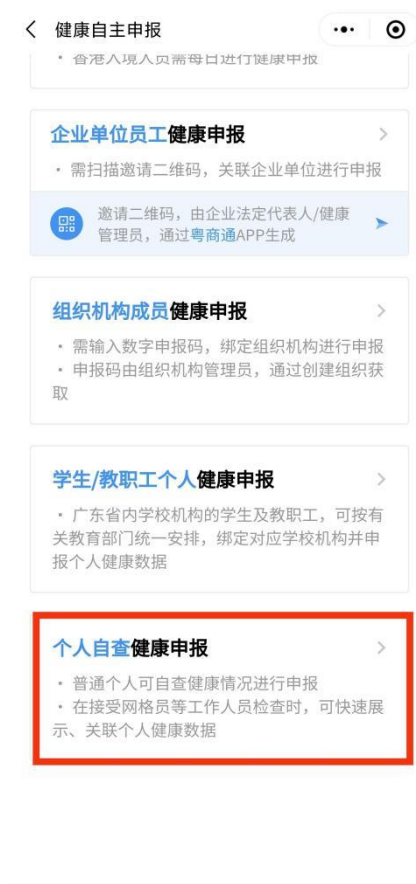 健康自主申报
· 香港入境人员需每日进行健康申报
企业单位员工健康申报
· 需扫描邀请二维码，关联企业单位进行申报
邀请二维码，由企业法定代表人/健康
管理员，通过粤商通APP生成
组织机构成员健康申报
· 需输入数字申报码，绑定组织机构进行申报
· 申报码由组织机构管理员，通过创建组织获
取
学生/教职工个人健康申报
· 广东省内学校机构的学生及教职工，可按有
关教育部门统一安排，绑定对应学校机构并申
报个人健康数据
个人自查健康申报
· 普通个人可自查健康情况进行申报
· 在接受网格员等工作人员检查时，可快速展
示、关联个人健康数据